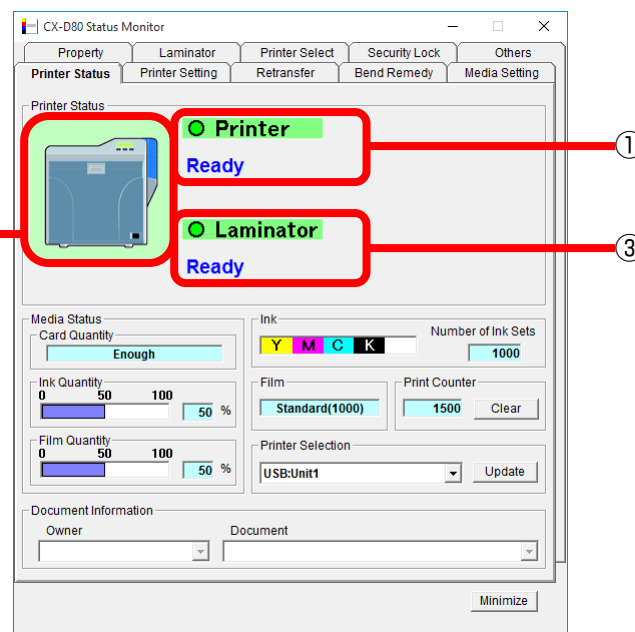 CX-D80 Status Monitor
Property Laminator Printer Select Security Lock Others
Printer Status Printer Setting Retransfer Bend Remedy Media Setting
Printer Status
Printer
①
Ready
Laminator
③
Ready
Media Status
Card Quantity
Enough
Ink
Y M C K
Number of Ink Sets
1000
Ink Quantity
0 50 100
50 %
Film
Standard(1000)
Print Counter
1500 Clear
Film Quantity
0 50 100
50 %
Printer Selection
USB:Unit1 Update
Document Information
Owner Document
Minimize